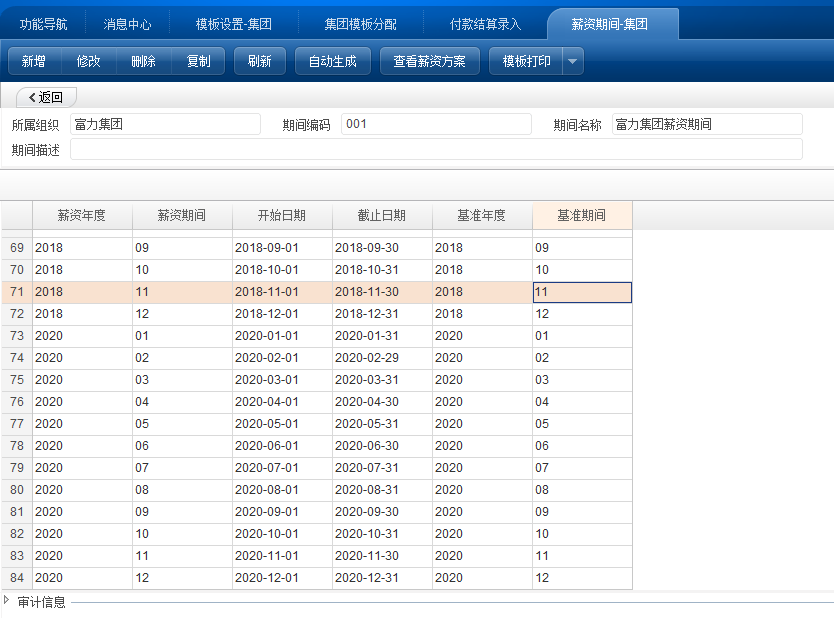 功能导航 消息中心 模板设置-集团 集团模板分配 付款结算录入 薪资期间-集团
新增 修改 删除 复制 刷新 自动生成 查看薪资方案 模板打印
返回
所属组织 富力集团 期间编码 001 期间名称 富力集团薪资期间
期间描述
薪资年度 薪资期间 开始日期 截止日期 基准年度 基准期间
69 2018 09 2018-09-01 2018-09-30 2018 09
70 2018 10 2018-10-01 2018-10-31 2018 10
71 2018 11 2018-11-01 2018-11-30 2018 11
72 2018 12 2018-12-01 2018-12-31 2018 12
73 2020 01 2020-01-01 2020-01-31 2020 01
74 2020 02 2020-02-01 2020-02-29 2020 02
75 2020 03 2020-03-01 2020-03-31 2020 03
76 2020 04 2020-04-01 2020-04-30 2020 04
77 2020 05 2020-05-01 2020-05-31 2020 05
78 2020 06 2020-06-01 2020-06-30 2020 06
79 2020 07 2020-07-01 2020-07-31 2020 07
80 2020 08 2020-08-01 2020-08-31 2020 08
81 2020 09 2020-09-01 2020-09-30 2020 09
82 2020 10 2020-10-01 2020-10-31 2020 10
83 2020 11 2020-11-01 2020-11-30 2020 11
84 2020 12 2020-12-01 2020-12-31 2020 12
审计信息